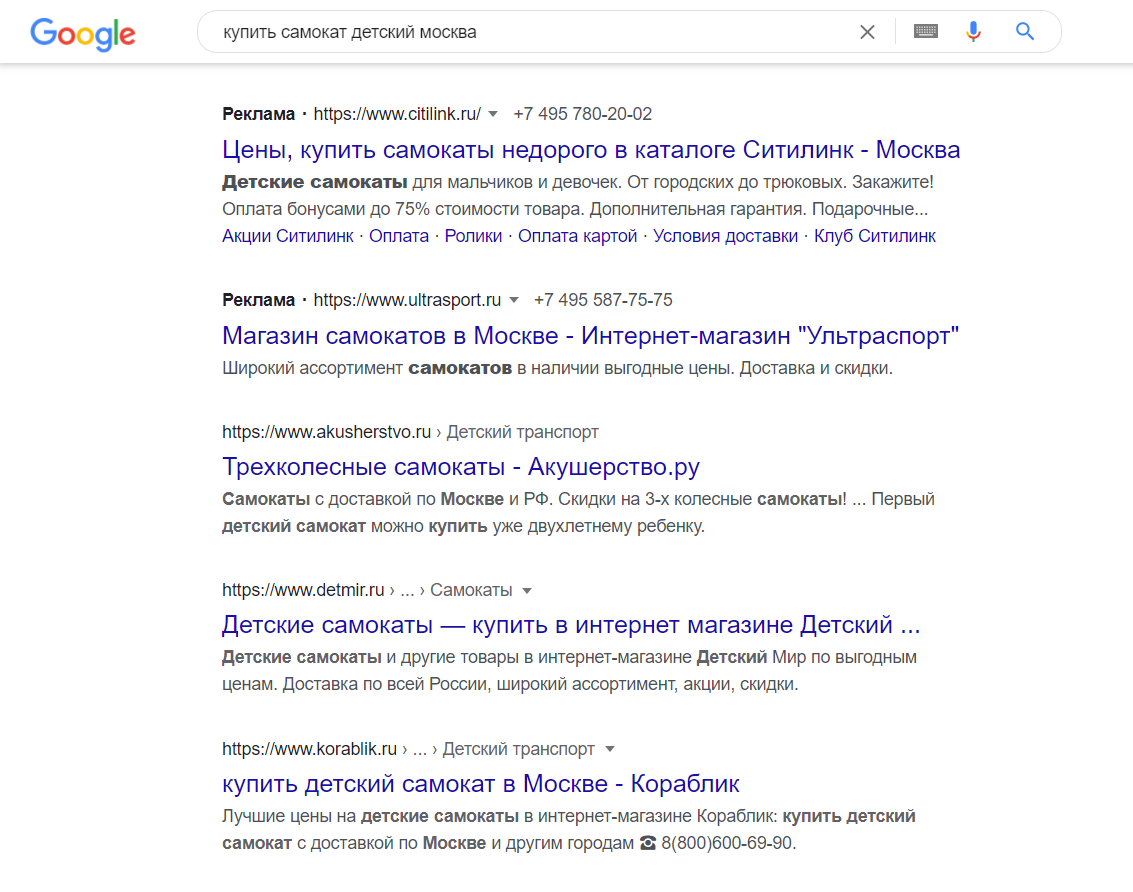 Google
купить самокат детский москва
Реклама · https://www.citilink.ru/ +7 495 780-20-02
Цены, купить самокаты недорого в каталоге Ситилинк - Москва
Детские самокаты для мальчиков и девочек. От городских до трюковых. Закажите!
Оплата бонусами до 75% стоимости товара. Дополнительная гарантия. Подарочные...
Акции Ситилинк · Оплата · Ролики · Оплата картой · Условия доставки · Клуб Ситилинк
Реклама · https://www.ultrasport.ru +7 495 587-75-75
Магазин самокатов в Москве - Интернет-магазин "Ультраспорт"
Широкий ассортимент самокатов в наличии выгодные цены. Доставка и скидки.
https://www.akusherstvo.ru › Детский транспорт
Трехколесные самокаты - Акушерство.ру
Самокаты с доставкой по Москве и РФ. Скидки на 3-х колесные самокаты! ... Первый
детский самокат можно купить уже двухлетнему ребенку.
https://www.detmir.ru › ... › Самокаты
Детские самокаты — купить в интернет магазине Детский ...
Детские самокаты и другие товары в интернет-магазине Детский Мир по выгодным
ценам. Доставка по всей России, широкий ассортимент, акции, скидки.
https://www.korablik.ru › ... › Детский транспорт
купить детский самокат в Москве - Кораблик
Лучшие цены на детские самокаты в интернет-магазине Кораблик: купить детский
самокат с доставкой по Москве и другим городам ☎ 8(800)600-69-90.